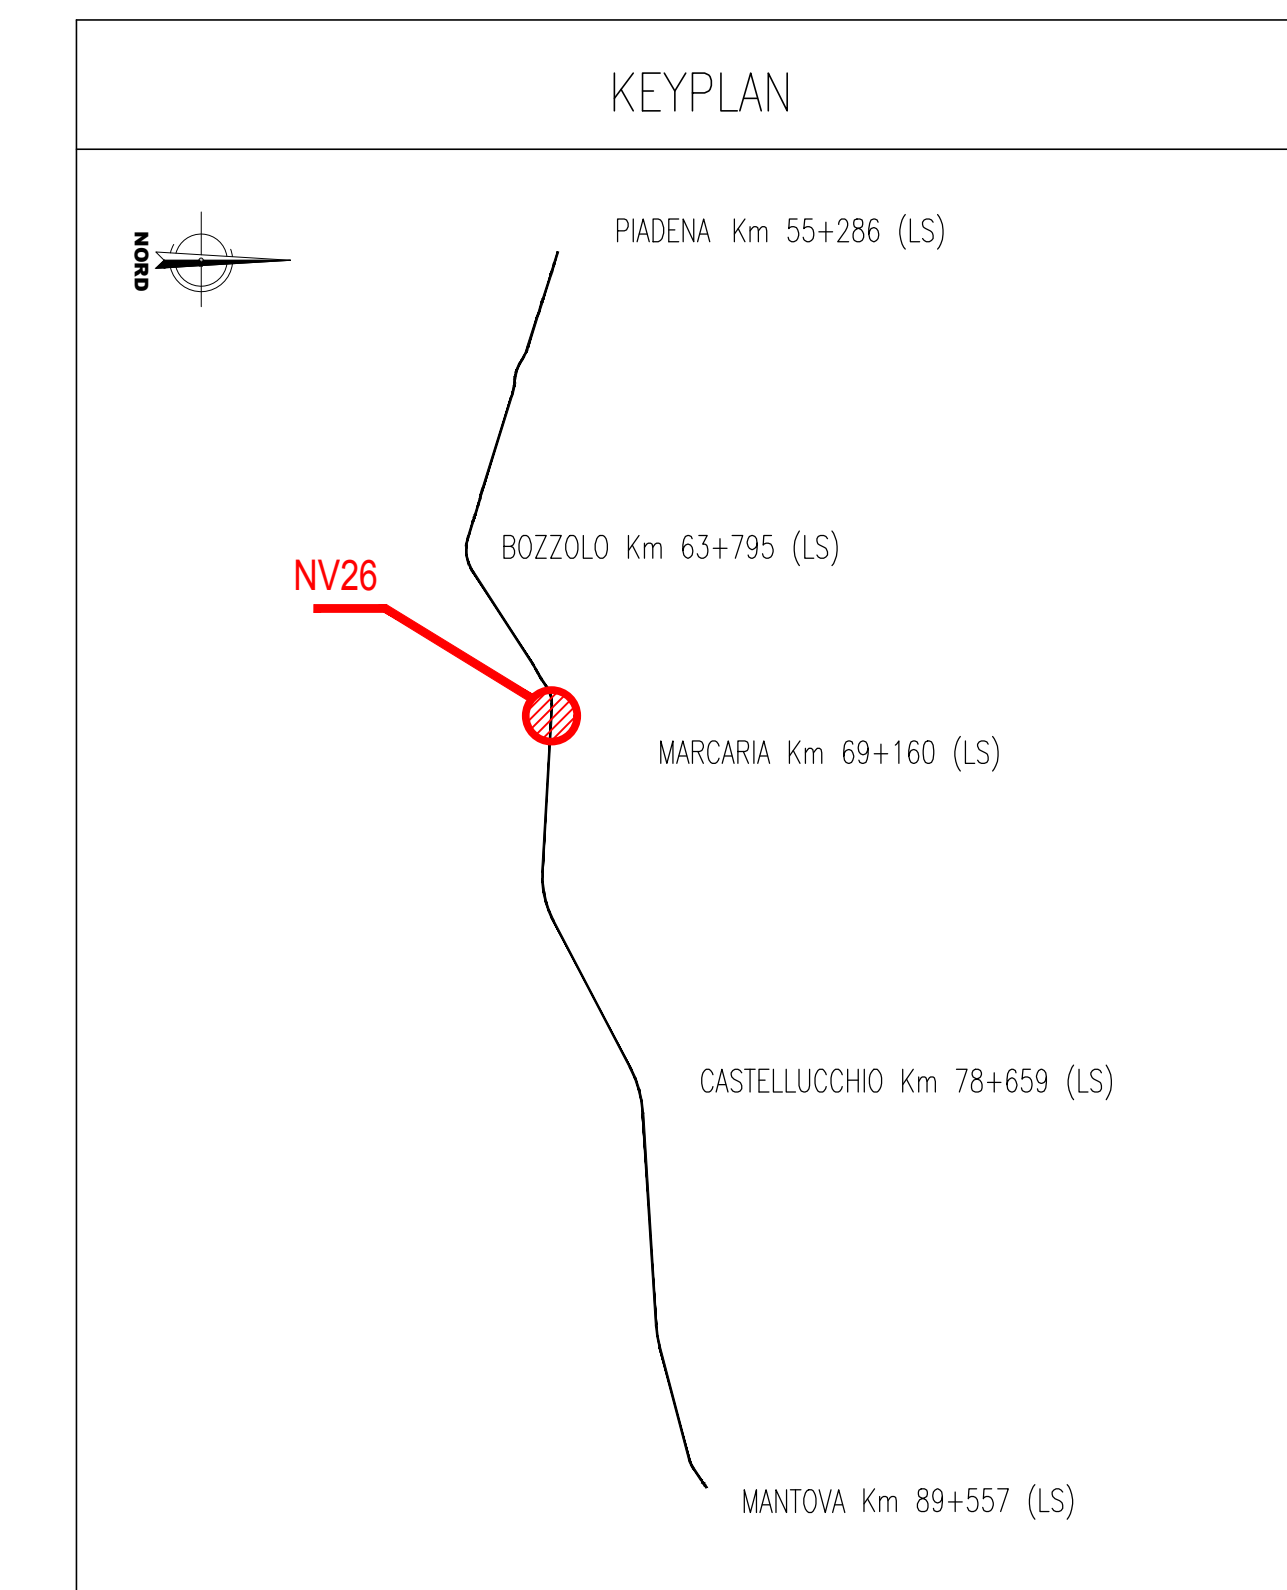 KEYPLAN
NORD
PIADENA Km 55+286 (LS)
BOZZOLO Km 63+795 (LS)
NV26
MARCARIA Km 69+160 (LS)
CASTELLUCCHIO Km 78+659 (LS)
MANTOVA Km 89+557 (LS)